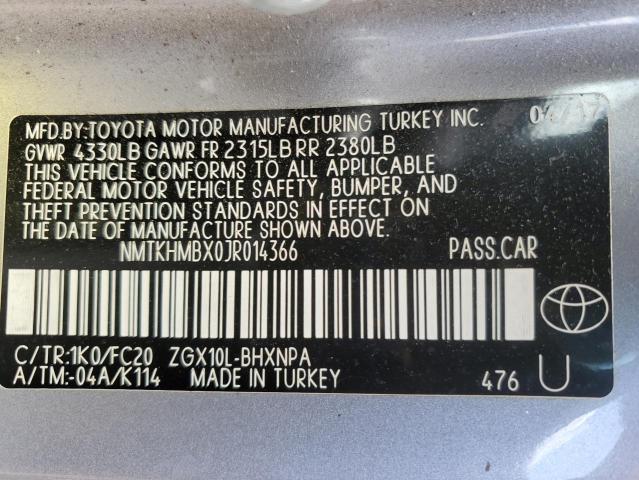 MFD.BY:TOYOTA MOTOR MANUFACTURING TURKEY INC. 04/17
GVWR 4330LB GAWR FR 2315LB RR 2380LB
THIS VEHICLE CONFORMS TO ALL APPLICABLE
FEDERAL MOTOR VEHICLE SAFETY, BUMPER, AND
THEFT PREVENTION STANDARDS IN EFFECT ON
THE DATE OF MANUFACTURE SHOWN ABOVE.
NMTKHMBX0JR014366 PASS.CAR
C/TR:1K0/FC20 ZGX10L-BHXNPA
A/TM:-04A/K114 MADE IN TURKEY 476 U